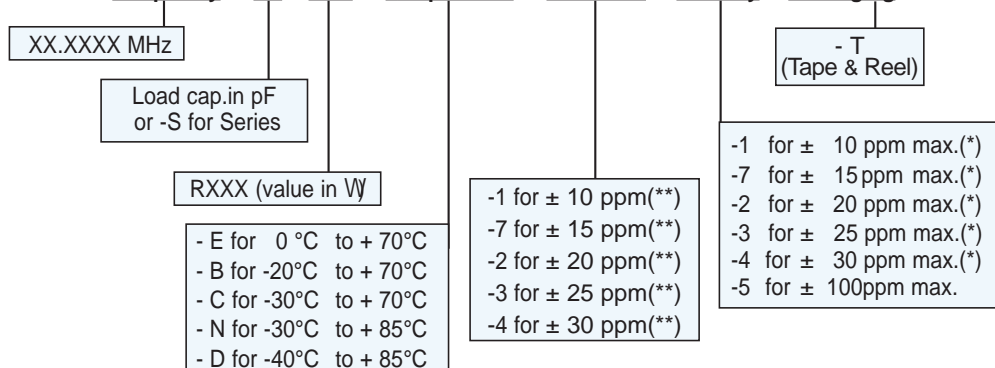 XX.XXXX MHz
- T
(Tape & Reel)
Load cap.in pF
or -S for Series
-1 for ± 10 ppm max.(*)
-7 for ± 15 ppm max.(*)
-2 for ± 20 ppm max.(*)
-3 for ± 25 ppm max.(*)
-4 for ± 30 ppm max.(*)
-5 for ± 100ppm max.
RXXX (value in
-1 for ± 10 ppm(**)
-7 for ± 15 ppm(**)
-2 for ± 20 ppm(**)
-3 for ± 25 ppm(**)
-4 for ± 30 ppm(**)
- E for 0 °C to + 70°C
- B for -20°C to + 70°C
- C for -30°C to + 70°C
- N for -30°C to + 85°C
- D for -40°C to + 85°C